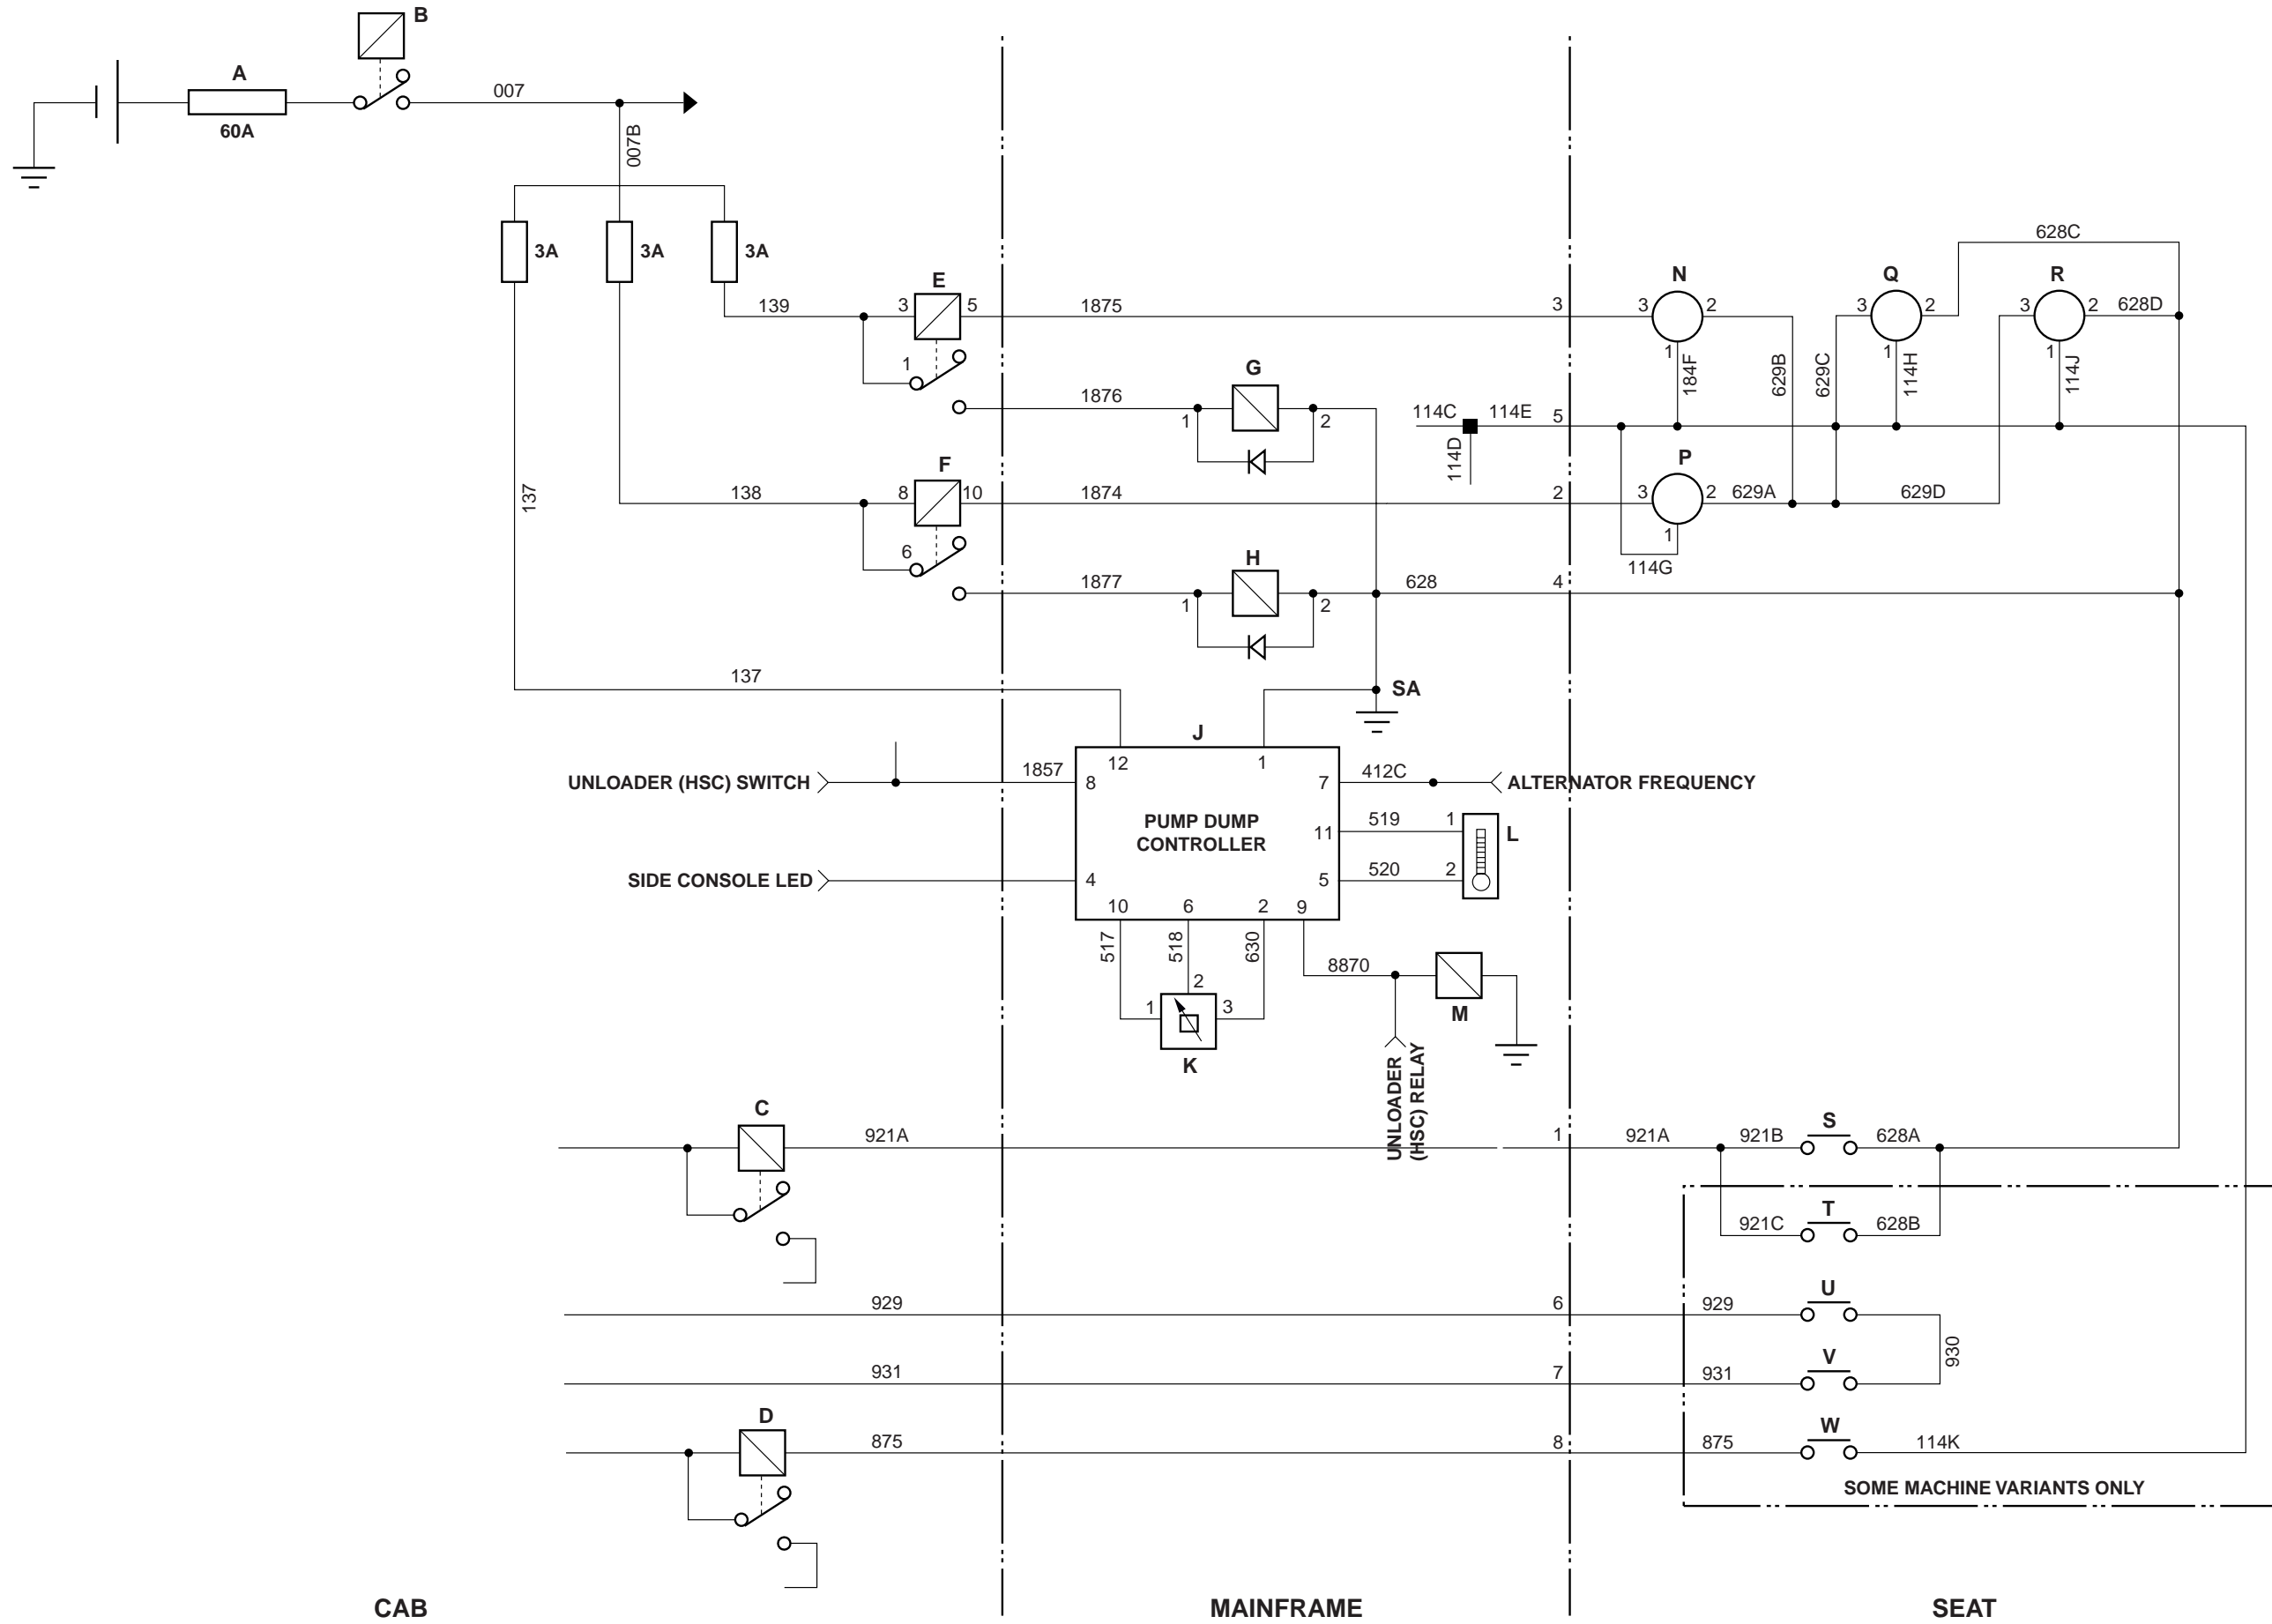 B
A
60A
007
007B
3A
3A
3A
628C
N
Q
R
E
139
3
5
1875
3
3
2
3
2
3
2
628D
1
1
1
1
184F
629B
629C
114H
114J
G
1876
1
2
114C
114E
5
114D
P
F
137
138
8
10
1874
2
3
2
629A
629D
6
1
114G
H
1877
1
2
628
4
137
SA
J
UNLOADER (HSC) SWITCH
1857
8
12
1
7
412C
ALTERNATOR FREQUENCY
PUMP DUMP
CONTROLLER
11
519
1
L
SIDE CONSOLE LED
4
5
520
2
10
6
2
9
517
518
630
8870
2
1
3
M
K
UNLOADER
(HSC) RELAY
C
921A
1
921A
921B
S
628A
921C
T
628B
929
6
929
U
930
931
7
931
V
D
875
8
875
W
114K
SOME MACHINE VARIANTS ONLY
CAB
MAINFRAME
SEAT